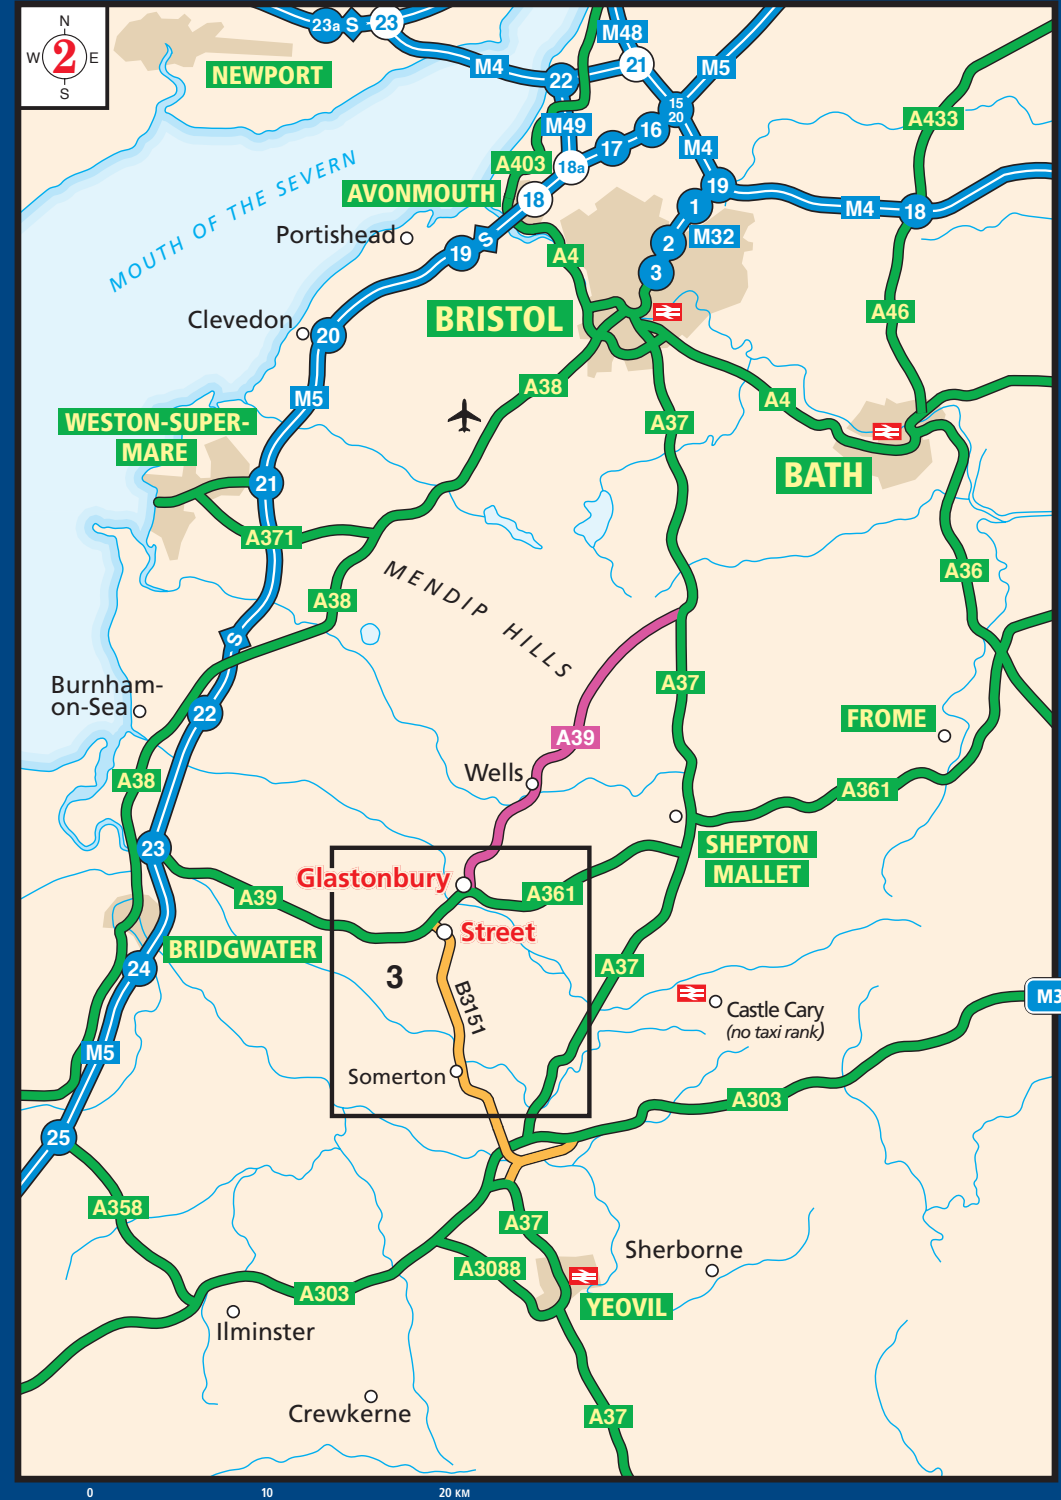 N
W 2 E
S
23a S 23
M48
M4
22
21
M5
NEWPORT
15
20
A433
M49
17
16
M4
A403
18a
MOUTH OF THE SEVERN
AVONMOUTH
18
19
1
M4
18
Portishead
19
S
A4
2
M32
3
BRISTOL
A46
Clevedon
20
A38
M5
A4
WESTON-SUPER-
MARE
A37
BATH
21
A371
MENDIP HILLS
A36
A38
S
Burnham-
on-Sea
22
A37
FROME
A39
Wells
A38
A361
23
SHEPTON
MALLET
Glastonbury
A39
A361
Street
BRIDGWATER
24
3
A37
B3151
Castle Cary
(no taxi rank)
M3
M5
Somerton
A303
25
A358
A37
Sherborne
A3088
A303
YEOVIL
Ilminster
Crewkerne
A37
0 10 20 KM